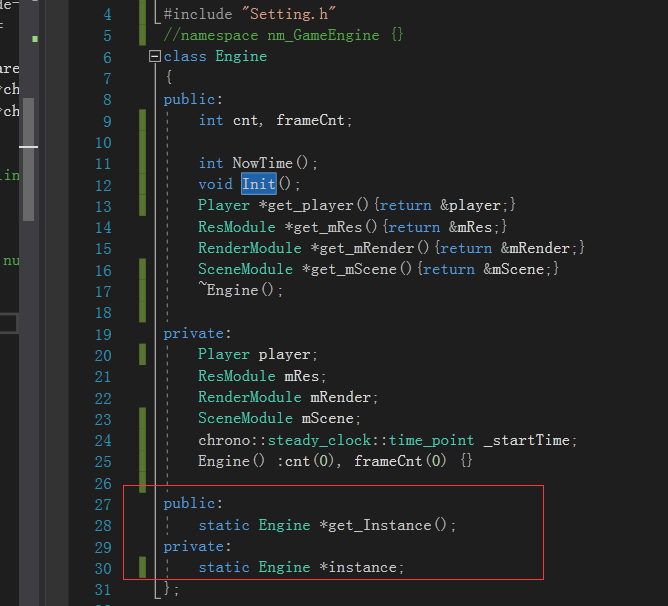 4 #include "Setting.h"
5 //namespace nm_GameEngine {}
6 class Engine
7 {
8 public:
9 int cnt, frameCnt;
10
11 int NowTime();
12 void Init();
13 Player *get_player(){return &player;}
14 ResModule *get_mRes(){return &mRes;}
15 RenderModule *get_mRender(){return &mRender;}
16 SceneModule *get_mScene(){return &mScene;}
17 ~Engine();
18
19 private:
20 Player player;
21 ResModule mRes;
22 RenderModule mRender;
23 SceneModule mScene;
24 chrono::steady_clock::time_point _startTime;
25 Engine() :cnt(0), frameCnt(0) {}
26
27 public:
28 static Engine *get_Instance();
29 private:
30 static Engine *instance;
31 };